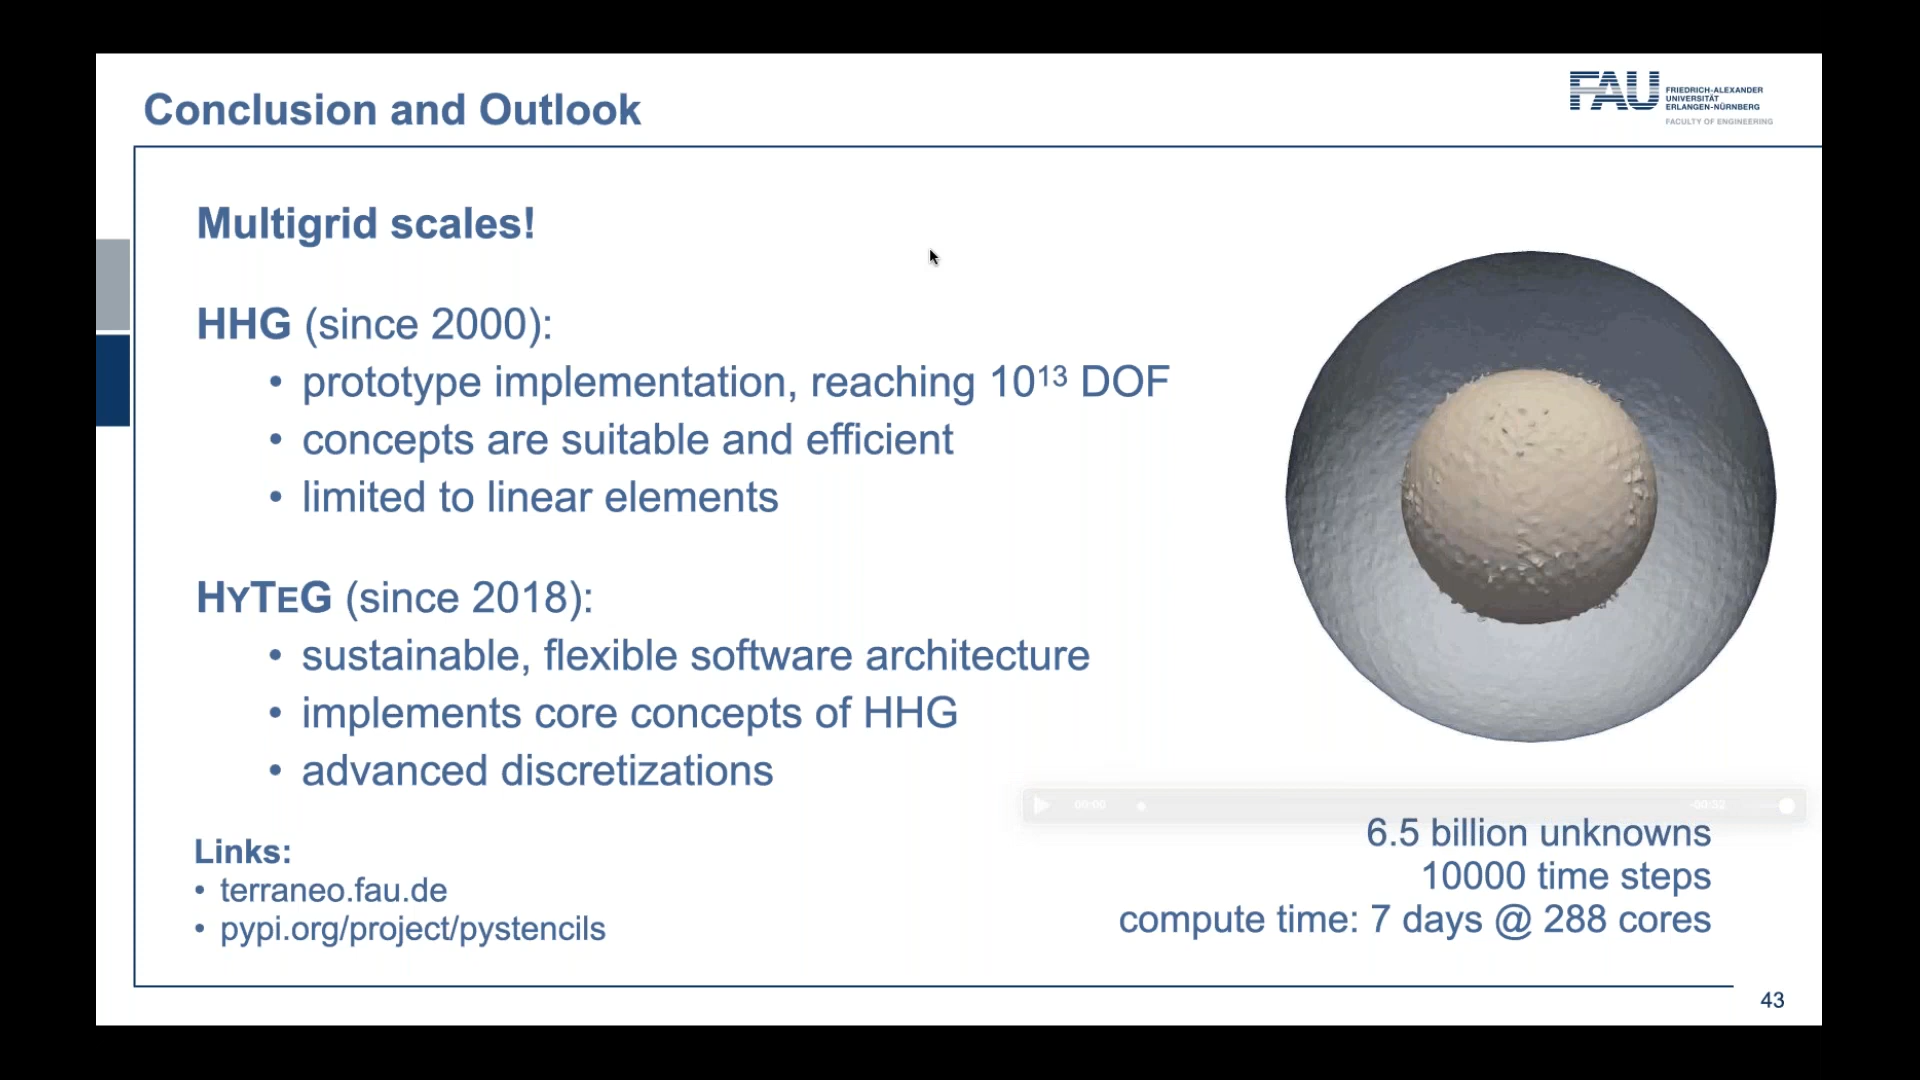 Conclusion and Outlook
FAU FRIEDRICH-ALEXANDER
UNIVERSITÄT
ERLANGEN-NÜRNBERG
FACULTY OF ENGINEERING
Multigrid scales!
HHG (since 2000):
• prototype implementation, reaching 10¹³ DOF
• concepts are suitable and efficient
• limited to linear elements
HYTEG (since 2018):
• sustainable, flexible software architecture
• implements core concepts of HHG
• advanced discretizations
00:00
6.5 billion unknowns
10000 time steps
compute time: 7 days @ 288 cores
Links:
• terraneo.fau.de
• pypi.org/project/pystencils
43